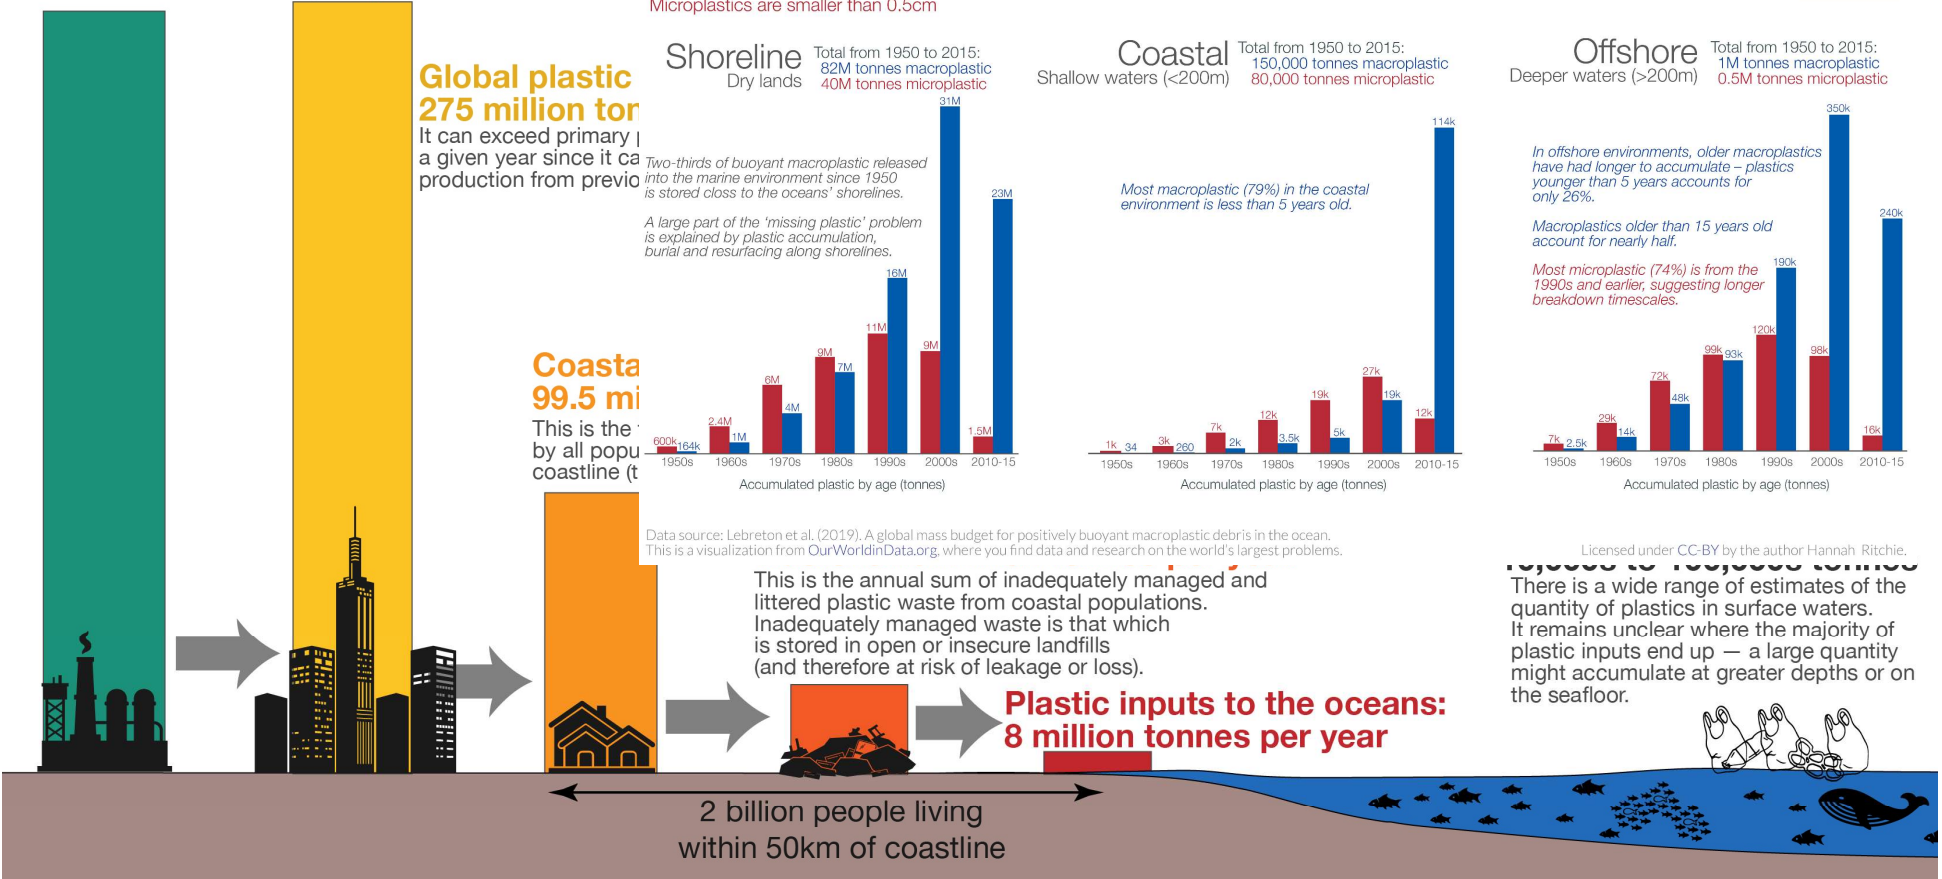 Microplastics are smaller than 0.5cm
Global plastic
275 million ton
It can exceed primary
a given year since it ca
production from previo
Coasta
99.5 mi
This is the
by all popu
coastline (t
Shoreline
Dry lands
Total from 1950 to 2015:
82M tonnes macroplastic
40M tonnes microplastic
Two-thirds of buoyant macroplastic released
into the marine environment since 1950
is stored closs to the oceans' shorelines.
A large part of the 'missing plastic' problem
is explained by plastic accumulation,
burial and resurfacing along shorelines.
600k 164k 2.4M 1M 6M 4M 9M 7M 11M 16M 9M 31M 1.5M 23M
1950s 1960s 1970s 1980s 1990s 2000s 2010-15
Accumulated plastic by age (tonnes)
Coastal
Shallow waters (<200m)
Total from 1950 to 2015:
150,000 tonnes macroplastic
80,000 tonnes microplastic
Most macroplastic (79%) in the coastal
environment is less than 5 years old.
1k 34 3k 260 7k 2k 12k 3.5k 19k 5k 27k 19k 12k 114k
1950s 1960s 1970s 1980s 1990s 2000s 2010-15
Accumulated plastic by age (tonnes)
Offshore
Deeper waters (>200m)
Total from 1950 to 2015:
1M tonnes macroplastic
0.5M tonnes microplastic
In offshore environments, older macroplastics
have had longer to accumulate – plastics
younger than 5 years accounts for
only 26%.
Macroplastics older than 15 years old
account for nearly half.
Most microplastic (74%) is from the
1990s and earlier, suggesting longer
breakdown timescales.
7k 2.5k 29k 14k 72k 48k 99k 93k 120k 190k 98k 350k 16k 240k
1950s 1960s 1970s 1980s 1990s 2000s 2010-15
Accumulated plastic by age (tonnes)
Data source: Lebreton et al. (2019). A global mass budget for positively buoyant macroplastic debris in the ocean.
This is a visualization from OurWorldinData.org, where you find data and research on the world's largest problems.
Licensed under CC-BY by the author Hannah Ritchie.
This is the annual sum of inadequately managed and
littered plastic waste from coastal populations.
Inadequately managed waste is that which
is stored in open or insecure landfills
(and therefore at risk of leakage or loss).
Plastic inputs to the oceans:
8 million tonnes per year
10,000s to 100,000s tonnes
There is a wide range of estimates of the
quantity of plastics in surface waters.
It remains unclear where the majority of
plastic inputs end up — a large quantity
might accumulate at greater depths or on
the seafloor.
2 billion people living
within 50km of coastline